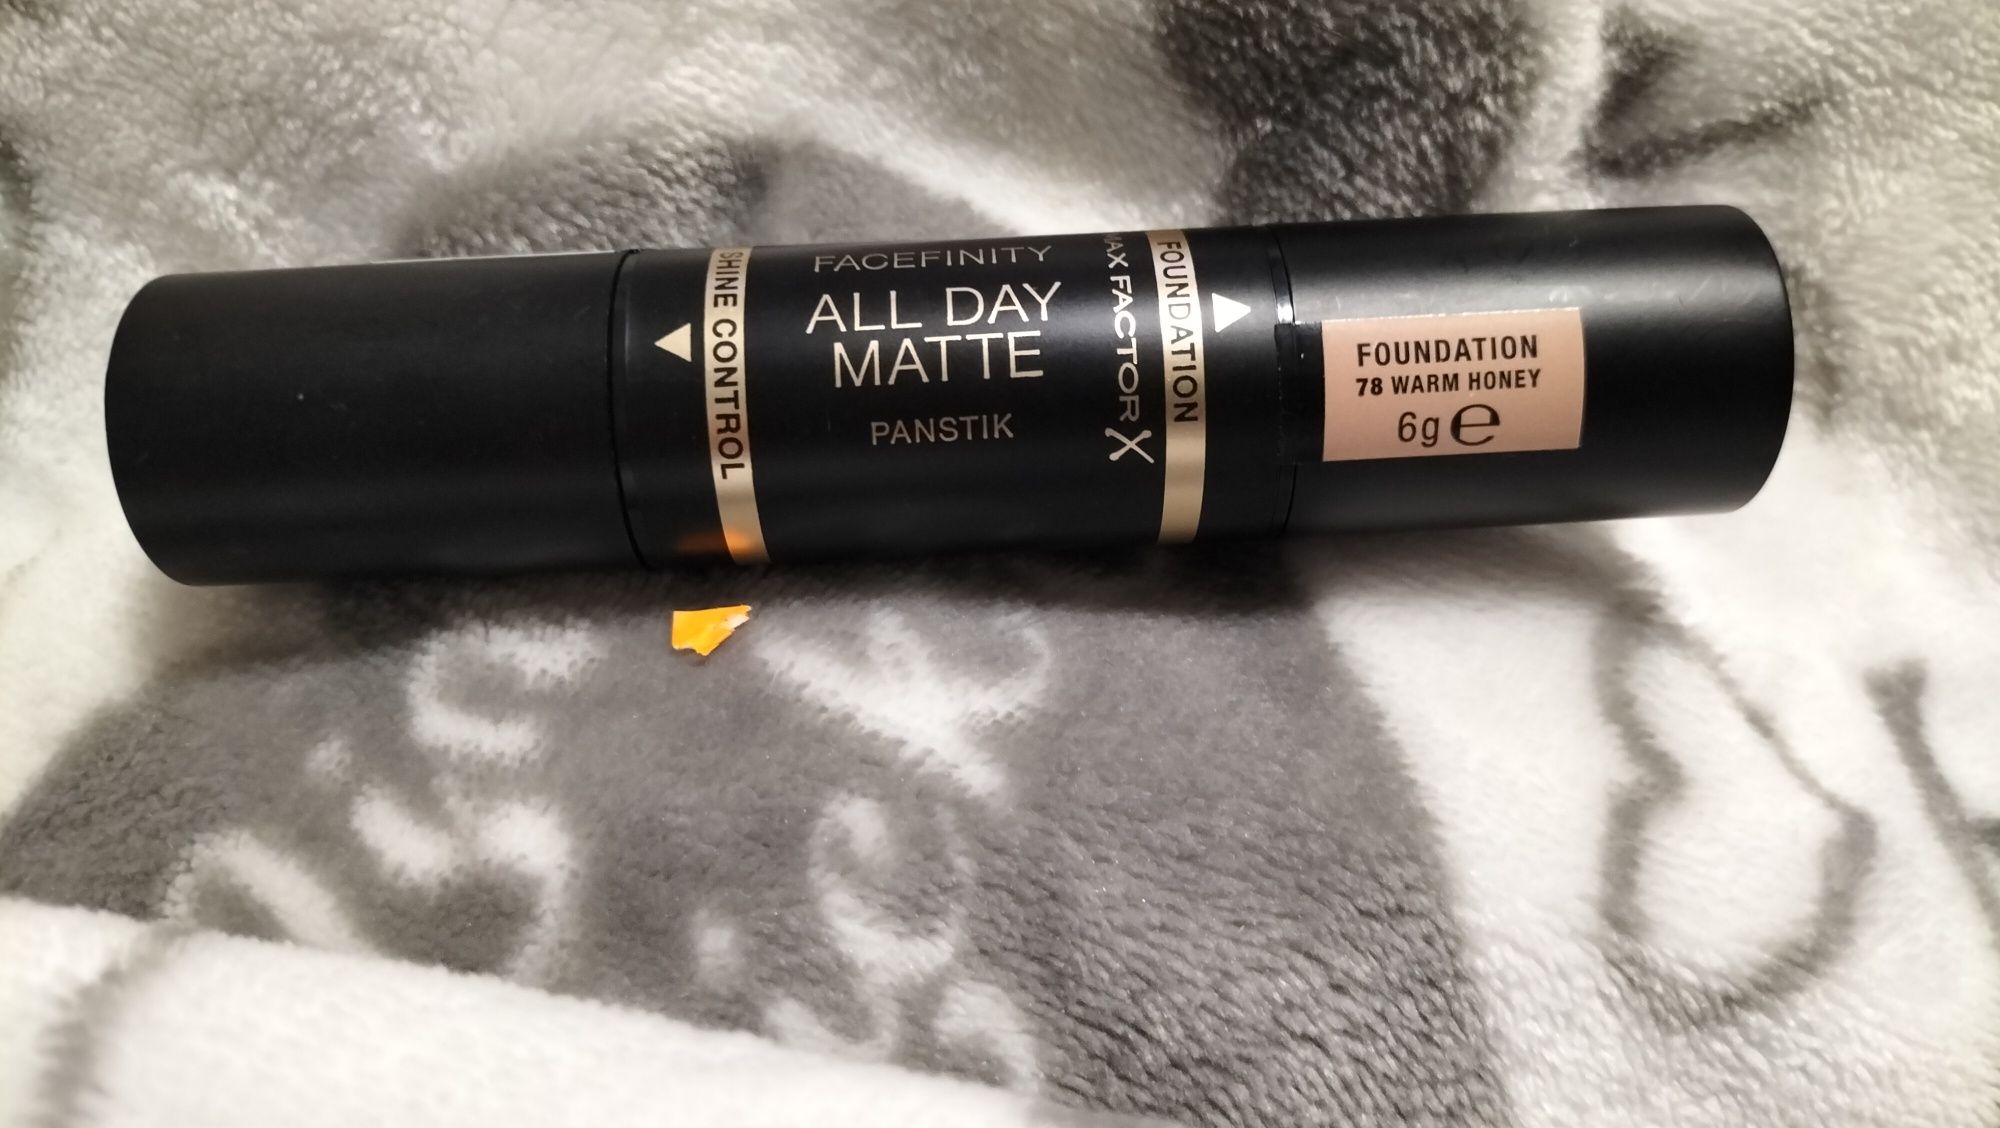 SHINE CONTROL
FACEFINITY
ALL DAY
MATTE
PANSTIK
MAX FACTOR X
FOUNDATION
FOUNDATION
78 WARM HONEY
6g ℮